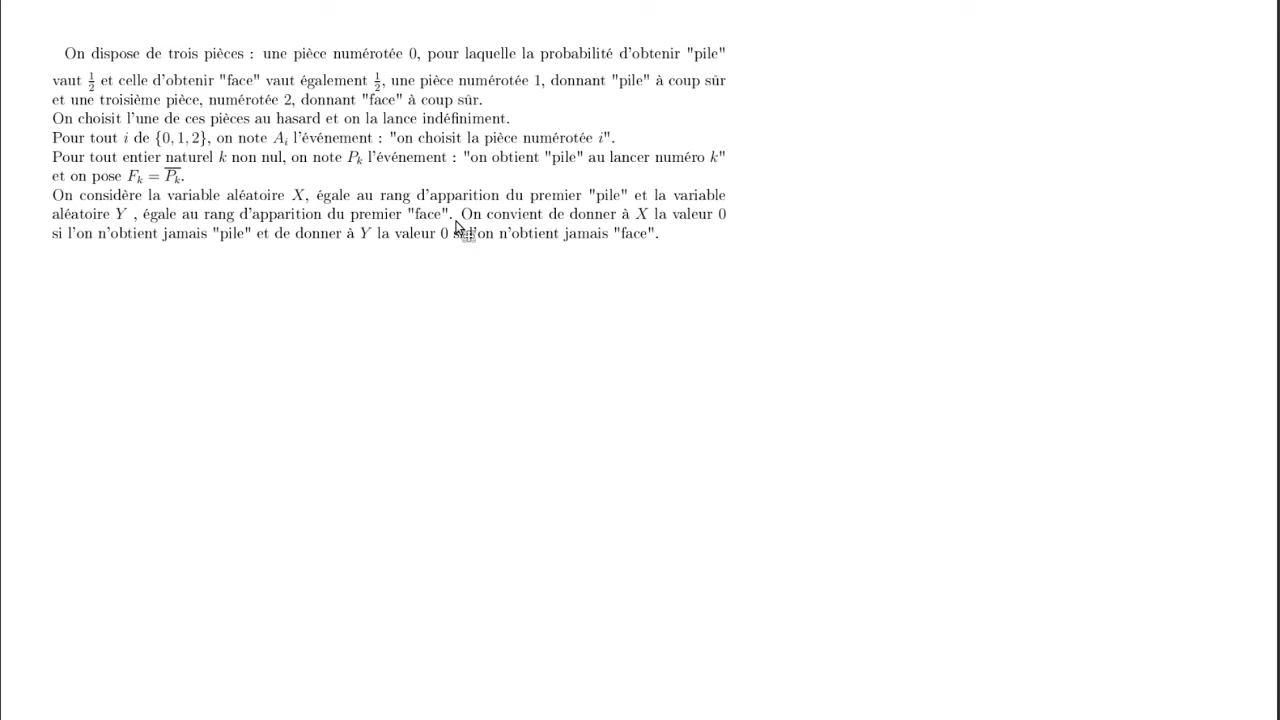 On dispose de trois pièces : une pièce numérotée 0, pour laquelle la probabilité d'obtenir "pile"
vaut $\frac{1}{2}$ et celle d'obtenir "face" vaut également $\frac{1}{2}$, une pièce numérotée 1, donnant "pile" à coup sûr
et une troisième pièce, numérotée 2, donnant "face" à coup sûr.
On choisit l'une de ces pièces au hasard et on la lance indéfiniment.
Pour tout $i$ de $\{0, 1, 2\}$, on note $A_i$ l'événement : "on choisit la pièce numérotée $i$".
Pour tout entier naturel $k$ non nul, on note $P_k$ l'événement : "on obtient "pile" au lancer numéro $k$"
et on pose $F_k = \overline{P_k}$.
On considère la variable aléatoire $X$, égale au rang d'apparition du premier "pile" et la variable
aléatoire $Y$ , égale au rang d'apparition du premier "face". On convient de donner à $X$ la valeur 0
si l'on n'obtient jamais "pile" et de donner à $Y$ la valeur 0 si l'on n'obtient jamais "face".